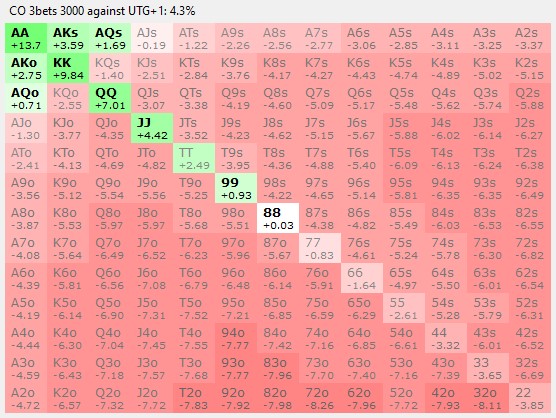 CO 3bets 3000 against UTG+1: 4.3%
AA AKs AQs AJs ATs A9s A8s A7s A6s A5s A4s A3s A2s
+13.7 +3.59 +1.69 -0.19 -1.22 -2.26 -2.56 -2.77 -3.06 -2.85 -3.11 -3.25 -3.37
AKo KK KQs KJs KTs K9s K8s K7s K6s K5s K4s K3s K2s
+2.75 +9.84 -1.40 -2.51 -2.84 -3.76 -4.17 -4.27 -4.43 -4.74 -4.89 -5.02 -5.15
AQo KQo QQ QJs QTs Q9s Q8s Q7s Q6s Q5s Q4s Q3s Q2s
+0.71 -2.55 +7.01 -3.07 -3.38 -4.19 -4.60 -5.09 -5.17 -5.48 -5.62 -5.74 -5.88
AJo KJo QJo JJ JTs J9s J8s J7s J6s J5s J4s J3s J2s
-1.30 -3.77 -4.35 +4.42 -3.52 -4.23 -4.62 -5.15 -5.67 -5.88 -6.02 -6.14 -6.27
ATo KTo QTo JTo TT T9s T8s T7s T6s T5s T4s T3s T2s
-2.41 -4.13 -4.69 -4.82 +2.49 -3.95 -4.36 -4.88 -5.40 -6.09 -6.13 -6.24 -6.38
A9o K9o Q9o J9o T9o 99 98s 97s 96s 95s 94s 93s 92s
-3.56 -5.12 -5.54 -5.56 -5.25 +0.93 -4.22 -4.65 -5.14 -5.81 -6.35 -6.35 -6.49
A8o K8o Q8o J8o T8o 98o 88 87s 86s 85s 84s 83s 82s
-3.87 -5.53 -5.97 -5.97 -5.68 -5.51 +0.03 -4.38 -4.82 -5.49 -6.03 -6.53 -6.55
A7o K7o Q7o J7o T7o 97o 87o 77 76s 75s 74s 73s 72s
-4.08 -5.64 -6.49 -6.52 -6.23 -5.96 -5.67 -0.83 -4.61 -5.24 -5.78 -6.30 -6.82
A6o K6o Q6o J6o T6o 96o 86o 76o 66 65s 64s 63s 62s
-4.39 -5.81 -6.58 -7.08 -6.79 -6.48 -6.14 -5.91 -1.64 -4.97 -5.50 -6.01 -6.54
A5o K5o Q5o J5o T5o 95o 85o 75o 65o 55 54s 53s 52s
-4.19 -6.14 -6.90 -7.31 -7.52 -7.21 -6.85 -6.59 -6.29 -2.61 -5.28 -5.79 -6.31
A4o K4o Q4o J4o T4o 94o 84o 74o 64o 54o 44 43s 42s
-4.44 -6.30 -7.04 -7.45 -7.55 -7.77 -7.42 -7.16 -6.85 -6.64 -3.32 -6.01 -6.52
A3o K3o Q3o J3o T3o 93o 83o 73o 63o 53o 43o 33 32s
-4.59 -6.43 -7.18 -7.57 -7.68 -7.77 -7.96 -7.70 -7.40 -7.16 -7.39 -3.65 -6.69
A2o K2o Q2o J2o T2o 92o 82o 72o 62o 52o 42o 32o 22
-4.72 -6.57 -7.32 -7.72 -7.83 -7.92 -7.98 -8.26 -7.96 -7.72 -7.93 -8.11 -3.85